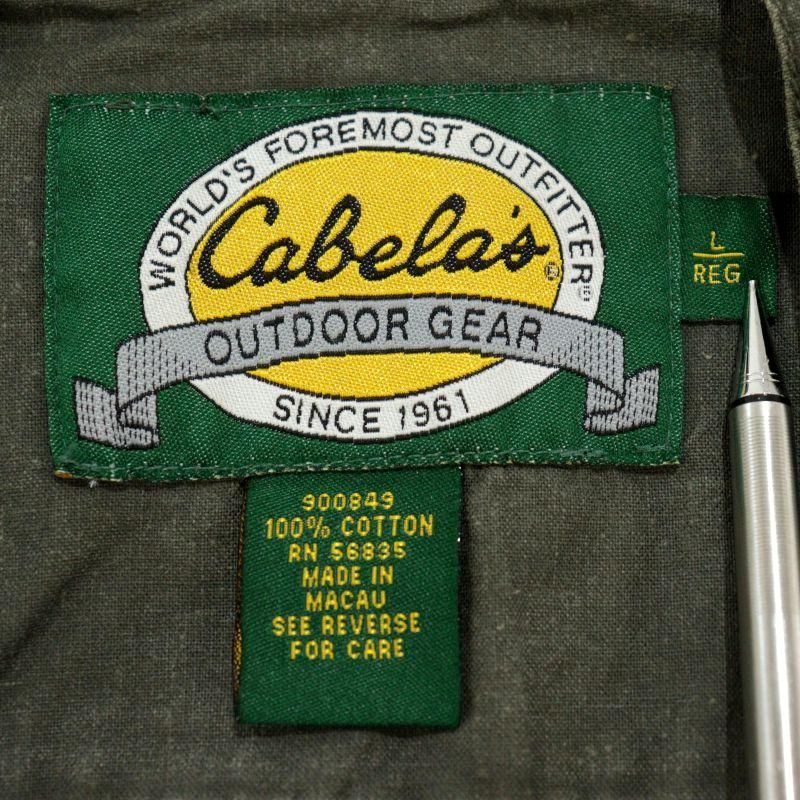 WORLD'S FOREMOST OUTFITTER
Cabela's®
OUTDOOR GEAR
SINCE 1961
L
REG
900849
100% COTTON
RN 56835
MADE IN
MACAU
SEE REVERSE
FOR CARE